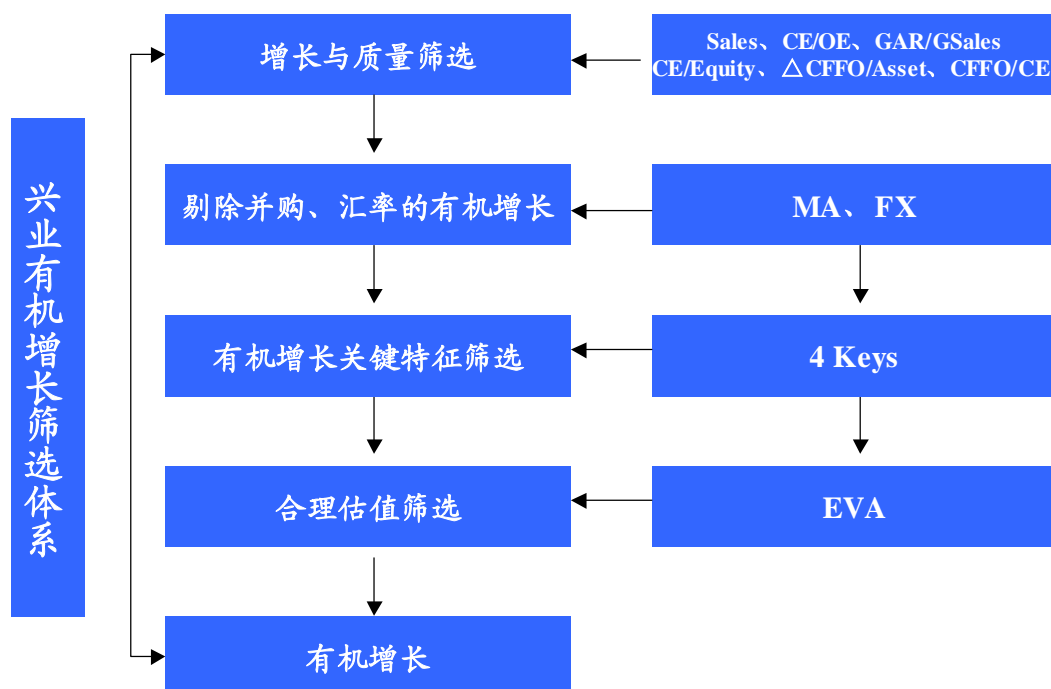 兴业有机增长筛选体系
增长与质量筛选
Sales、CE/OE、GAR/GSales
CE/Equity、△CFFO/Asset、CFFO/CE
剔除并购、汇率的有机增长
MA、FX
有机增长关键特征筛选
4 Keys
合理估值筛选
EVA
有机增长